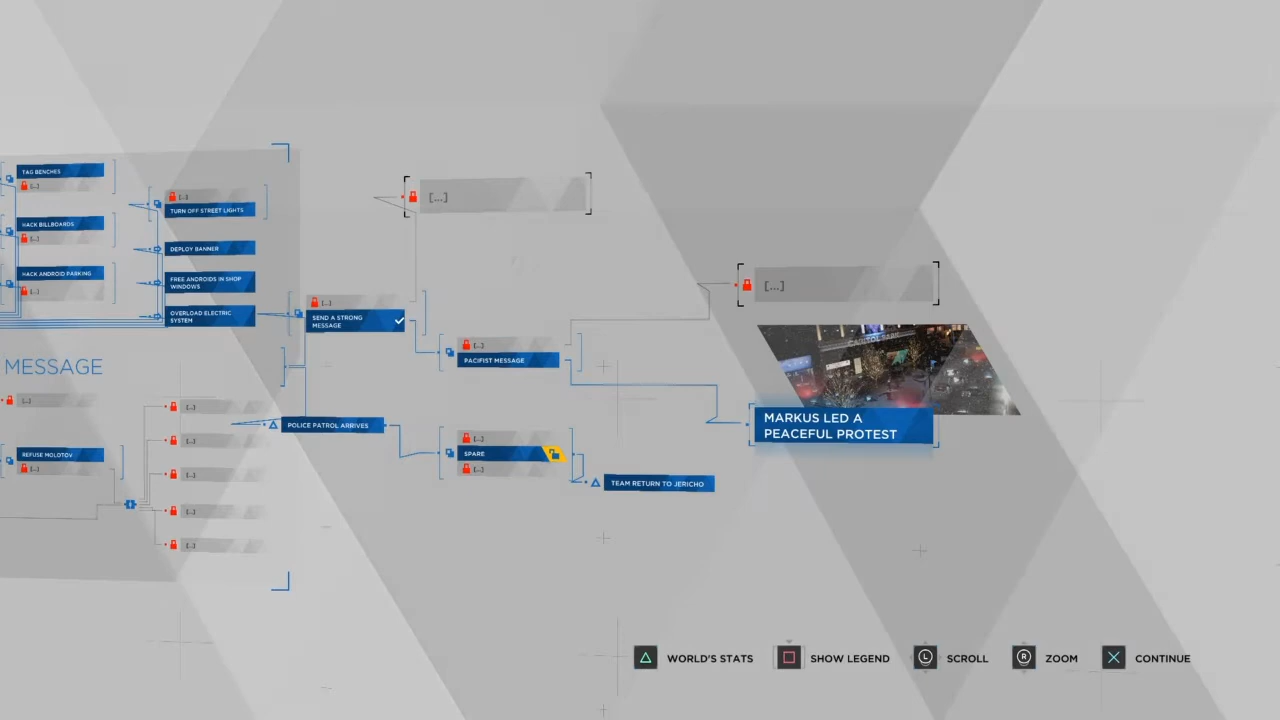 TAG BENCHES
[...]
HACK BILLBOARDS
[...]
HACK ANDROID PARKING
[...]
[...]
TURN OFF STREET LIGHTS
DEPLOY BANNER
FREE ANDROIDS IN SHOP
WINDOWS
OVERLOAD ELECTRIC
SYSTEM
MESSAGE
[...]
REFUSE MOLOTOV
[...]
[...]
[...]
[...]
[...]
[...]
[...]
[...]
SEND A STRONG
MESSAGE
[...]
PACIFIST MESSAGE
POLICE PATROL ARRIVES
[...]
SPARE
[...]
TEAM RETURN TO JERICHO
[...]
CAPITOL PARK
MARKUS LED A
PEACEFUL PROTEST
WORLD'S STATS
SHOW LEGEND
L
SCROLL
R
ZOOM
CONTINUE